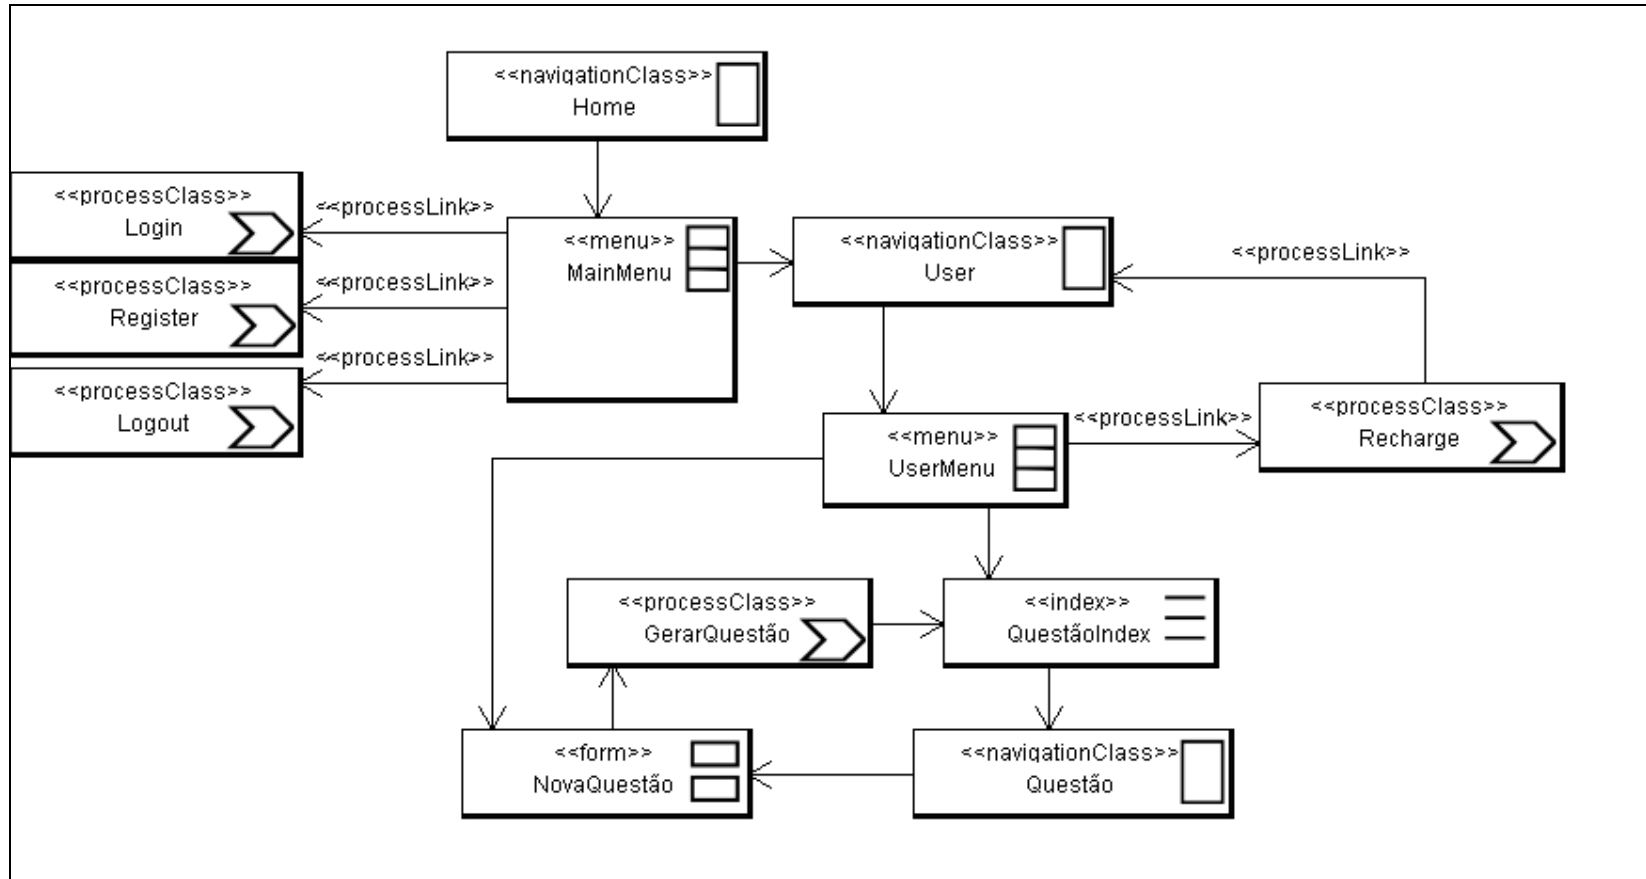 <<navigationClass>>
Home
<<processClass>>
Login
<<processLink>>
<<processClass>>
Register
<<processLink>>
<<processClass>>
Logout
<<processLink>>
<<menu>>
MainMenu
<<navigationClass>>
User
<<processLink>>
<<menu>>
UserMenu
<<processLink>>
<<processClass>>
Recharge
<<processClass>>
GerarQuestão
<<index>>
QuestãoIndex
<<form>>
NovaQuestão
<<navigationClass>>
Questão